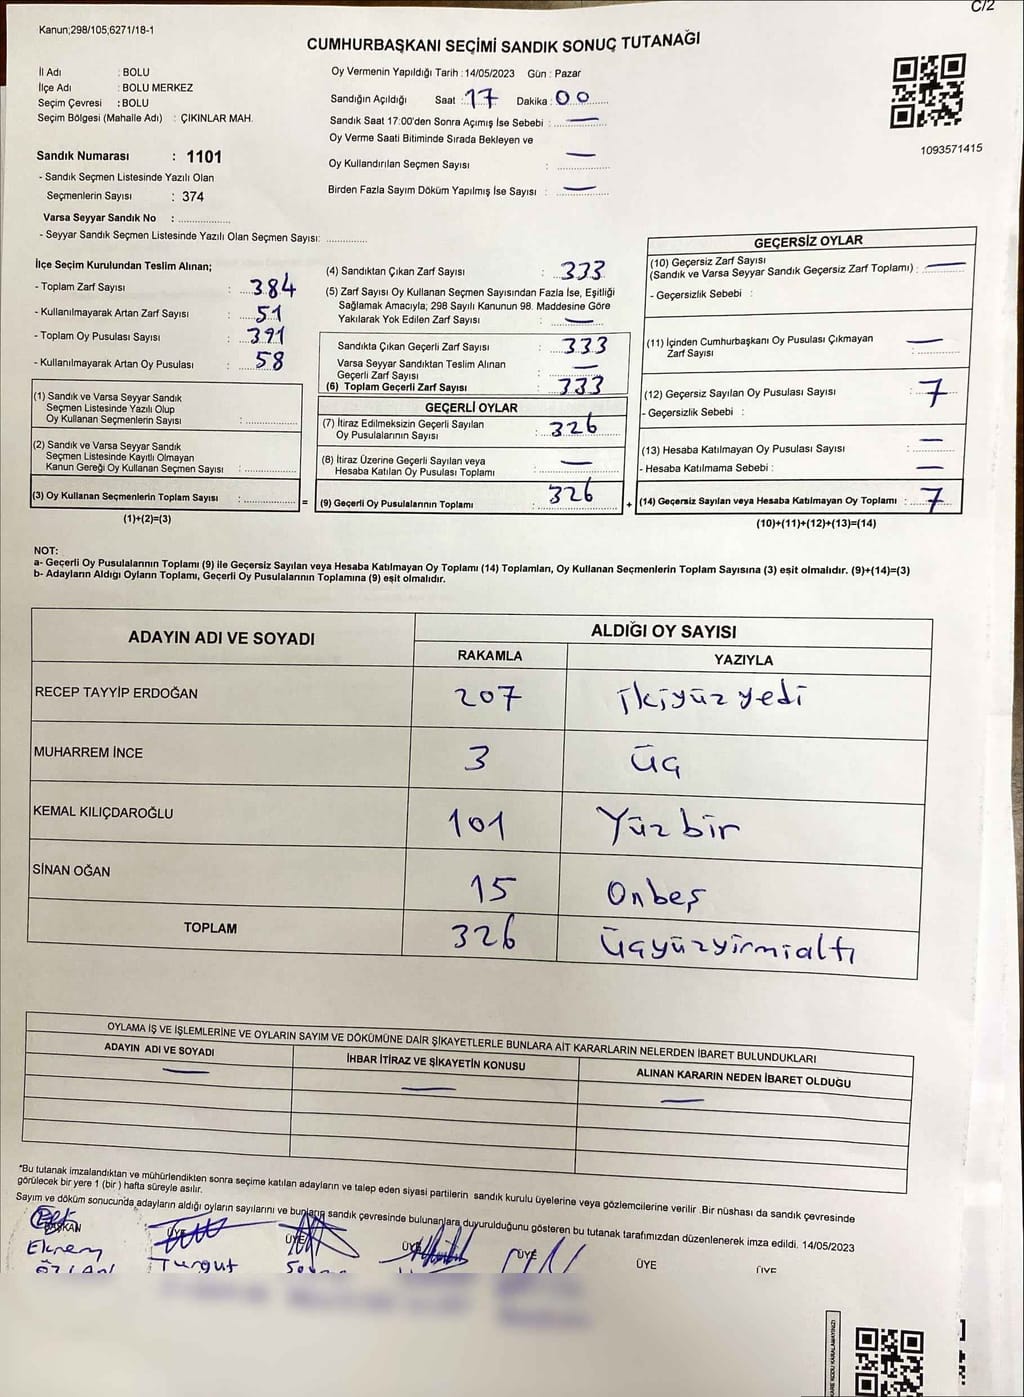 C/2
Kanun;298/105;6271/18-1
CUMHURBAŞKANI SEÇİMİ SANDIK SONUÇ TUTANAĞI
İl Adı : BOLU
İlçe Adı : BOLU MERKEZ
Seçim Çevresi : BOLU
Seçim Bölgesi (Mahalle Adı) : ÇIKINLAR MAH.
Sandık Numarası : 1101
- Sandık Seçmen Listesinde Yazılı Olan
Seçmenlerin Sayısı : 374
Varsa Seyyar Sandık No : ....................
- Seyyar Sandık Seçmen Listesinde Yazılı Olan Seçmen Sayısı: ................
Oy Vermenin Yapıldığı Tarih : 14/05/2023 Gün : Pazar
Sandığın Açıldığı Saat : 17 Dakika : 00
Sandık Saat 17:00'den Sonra Açımış İse Sebebi : —
Oy Verme Saati Bitiminde Sırada Bekleyen ve
Oy Kullandırılan Seçmen Sayısı : —
Birden Fazla Sayım Döküm Yapılmış İse Sayısı : —
1093571415
İlçe Seçim Kurulundan Teslim Alınan;
- Toplam Zarf Sayısı : 384
- Kullanılmayarak Artan Zarf Sayısı : 51
- Toplam Oy Pusulası Sayısı : 391
- Kullanılmayarak Artan Oy Pusulası : 58
(1) Sandık ve Varsa Seyyar Sandık
Seçmen Listesinde Yazılı Olup
Oy Kullanan Seçmenlerin Sayısı : ................
(2) Sandık ve Varsa Seyyar Sandık
Seçmen Listesinde Kayıtlı Olmayan
Kanun Gereği Oy Kullanan Seçmen Sayısı : ................
(3) Oy Kullanan Seçmenlerin Toplam Sayısı : ................ =
(1)+(2)=(3)
(4) Sandıktan Çıkan Zarf Sayısı : 333
(5) Zarf Sayısı Oy Kullanan Seçmen Sayısından Fazla İse, Eşitliği
Sağlamak Amacıyla; 298 Sayılı Kanunun 98. Maddesine Göre
Yakılarak Yok Edilen Zarf Sayısı : —
Sandıkta Çıkan Geçerli Zarf Sayısı : 333
Varsa Seyyar Sandıktan Teslim Alınan
Geçerli Zarf Sayısı : —
(6) Toplam Geçerli Zarf Sayısı : 333
GEÇERLİ OYLAR
(7) İtiraz Edilmeksizin Geçerli Sayılan
Oy Pusulalarının Sayısı : 326
(8) İtiraz Üzerine Geçerli Sayılan veya
Hesaba Katılan Oy Pusulası Toplamı : —
(9) Geçerli Oy Pusulalarının Toplamı : 326 +
GEÇERSİZ OYLAR
(10) Geçersiz Zarf Sayısı
(Sandık ve Varsa Seyyar Sandık Geçersiz Zarf Toplamı) : —
- Geçersizlik Sebebi :
(11) İçinden Cumhurbaşkanı Oy Pusulası Çıkmayan
Zarf Sayısı : —
(12) Geçersiz Sayılan Oy Pusulası Sayısı : 7
- Geçersizlik Sebebi :
(13) Hesaba Katılmayan Oy Pusulası Sayısı : —
- Hesaba Katılmama Sebebi : —
(14) Geçersiz Sayılan veya Hesaba Katılmayan Oy Toplamı : 7
(10)+(11)+(12)+(13)=(14)
NOT:
a- Geçerli Oy Pusulalarının Toplamı (9) ile Geçersiz Sayılan veya Hesaba Katılmayan Oy Toplamı (14) Toplamları, Oy Kullanan Seçmenlerin Toplam Sayısına (3) eşit olmalıdır. (9)+(14)=(3)
b- Adayların Aldığı Oyların Toplamı, Geçerli Oy Pusulalarının Toplamına (9) eşit olmalıdır.
ADAYIN ADI VE SOYADI ALDIĞI OY SAYISI
RAKAMLA YAZIYLA
RECEP TAYYİP ERDOĞAN 207 ikiyüz yedi
MUHARREM İNCE 3 üç
KEMAL KILIÇDAROĞLU 101 Yüz bir
SİNAN OĞAN 15 Onbeş
TOPLAM 326 üçyüzyirmialtı
OYLAMA İŞ VE İŞLEMLERİNE VE OYLARIN SAYIM VE DÖKÜMÜNE DAİR ŞİKAYETLERLE BUNLARA AİT KARARLARIN NELERDEN İBARET BULUNDUKLARI
ADAYIN ADI VE SOYADI İHBAR İTİRAZ VE ŞİKAYETİN KONUSU ALINAN KARARIN NEDEN İBARET OLDUĞU
— — —
*Bu tutanak imzalandıktan ve mühürlendikten sonra seçime katılan adayların ve talep eden siyasi partilerin sandık kurulu üyelerine veya gözlemcilerine verilir .Bir nüshası da sandık çevresinde
görülecek bir yere 1 (bir ) hafta süreyle asılır.
Sayım ve döküm sonucunda adayların aldığı oyların sayılarını ve bunların sandık çevresinde bulunanlara duyurulduğunu gösteren bu tutanak tarafımızdan düzenlenerek imza edildi. 14/05/2023
BAŞKAN ÜYE ÜYE ÜYE ÜYE ÜYE ÜYE
Ekrem Turgut